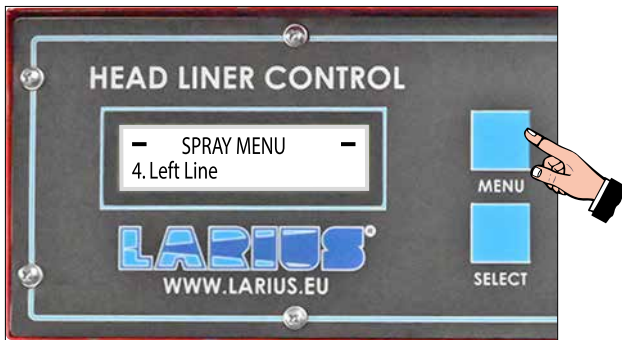 HEAD LINER CONTROL
- SPRAY MENU -
4. Left Line
MENU
LARIUS®
WWW.LARIUS.EU
SELECT